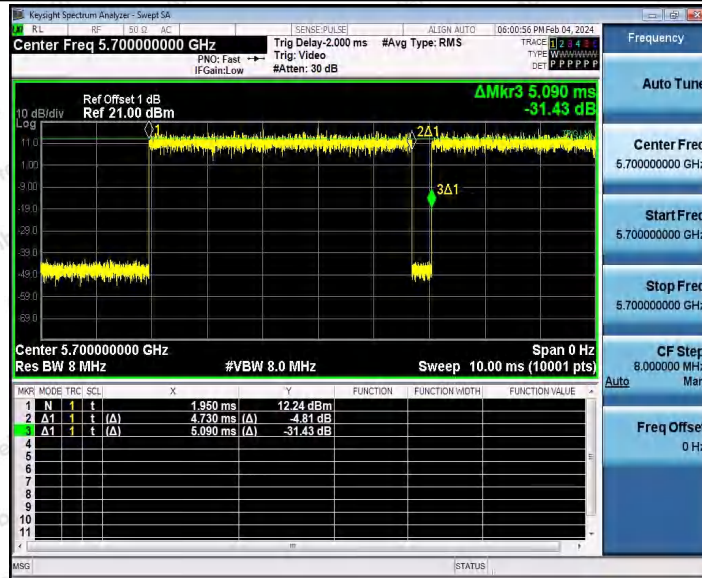 Keysight Spectrum Analyzer - Swept SA
RL RF 50 Ω AC SENSE:PULSE ALIGN AUTO 06:00:56 PM Feb 04, 2024
Center Freq 5.700000000 GHz
PNO: Fast
IFGain:Low
Trig Delay-2.000 ms
Trig: Video
#Atten: 30 dB
#Avg Type: RMS
TRACE 1 2 3 4 5 6
TYPE WWWWWW
DET P P P P P P
Frequency
ΔMkr3 5.090 ms
-31.43 dB
Ref Offset 1 dB
10 dB/div Ref 21.00 dBm
Log
11.0
1.00
-9.00
-19.0
-29.0
-39.0
-49.0
-59.0
-69.0
1
2Δ1
3Δ1
Center 5.700000000 GHz Span 0 Hz
Res BW 8 MHz #VBW 8.0 MHz Sweep 10.00 ms (10001 pts)
MKR MODE TRC SCL X Y FUNCTION FUNCTION WIDTH FUNCTION VALUE
1 N 1 t 1.950 ms 12.24 dBm
2 Δ1 1 t (Δ) 4.730 ms (Δ) -4.81 dB
3 Δ1 1 t (Δ) 5.090 ms (Δ) -31.43 dB
4
5
6
7
8
9
10
11
MSG STATUS
Auto Tune
Center Freq
5.700000000 GHz
Start Freq
5.700000000 GHz
Stop Freq
5.700000000 GHz
CF Step
8.000000 MHz
Auto Man
Freq Offset
0 Hz